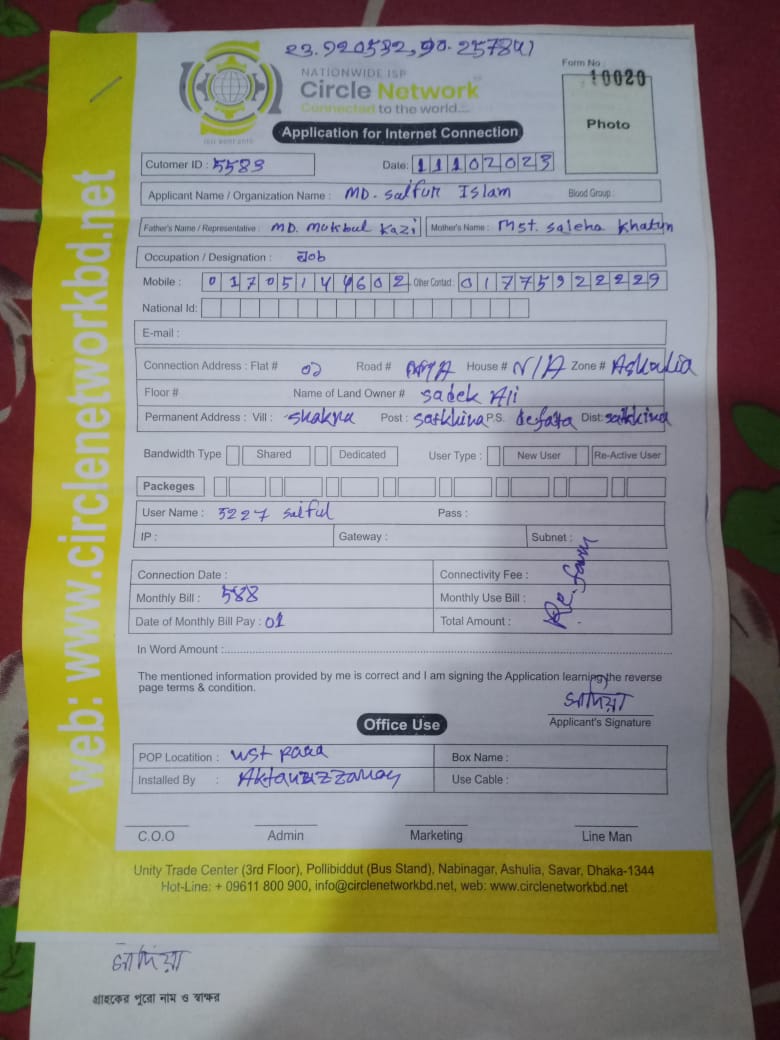 23.920532,90.257841
NATIONWIDE ISP
Circle Network
Connected to the world....
Form No :
10020
Photo
Application for Internet Connection
Cutomer ID : 5583
Date: 11102023
Applicant Name / Organization Name : MD. Saifur Islam
Blood Group :
Father's Name / Representative : MD. Mokbul Kazi
Mother's Name : Mst. Saleha Khatun
Occupation / Designation : Job
Mobile : 01705144602
Other Contact : 01775922229
National Id:
E-mail :
Connection Address : Flat # 02 Road # N/A House # N/A Zone # Ashulia
Floor # Name of Land Owner # Sadek Ali
Permanent Address : Vill : Shakra Post : Satkhira P.S. Defata Dist: Satkhira
Bandwidth Type Shared Dedicated User Type : New User Re-Active User
Packeges
User Name : 5227 Saiful Pass :
IP : Gateway : Subnet :
Connection Date : Connectivity Fee :
Monthly Bill : 588 Monthly Use Bill :
Date of Monthly Bill Pay : 01 Total Amount :
Re. farm
In Word Amount :
The mentioned information provided by me is correct and I am signing the Application learning the reverse
page terms & condition.
সাদিয়া
Applicant's Signature
Office Use
POP Locatition : Box Name :
Installed By : Aktauzzzaman Use Cable :
C.O.O Admin Marketing Line Man
Unity Trade Center (3rd Floor), Pollibiddut (Bus Stand), Nabinagar, Ashulia, Savar, Dhaka-1344
Hot-Line: + 09611 800 900, info@circlenetworkbd.net, web: www.circlenetworkbd.net
web: www.circlenetworkbd.net
সাদিয়া
গ্রাহকের পুরো নাম ও স্বাক্ষর